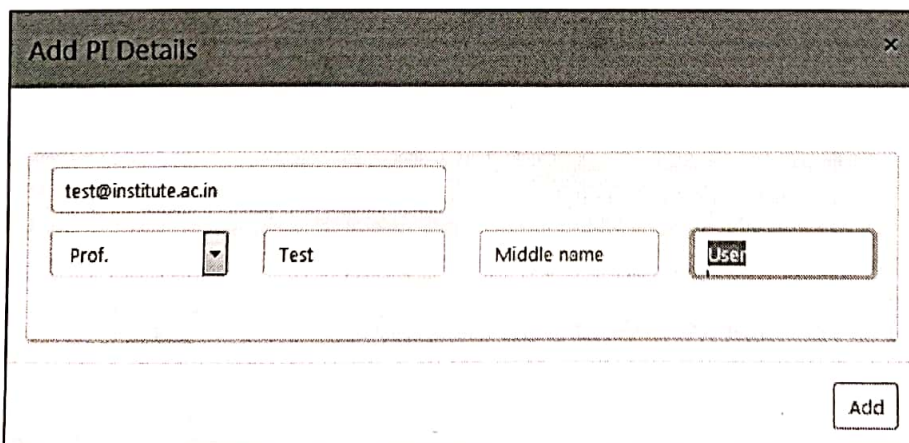 Add PI Details ×
test@institute.ac.in
Prof. Test Middle name User
Add